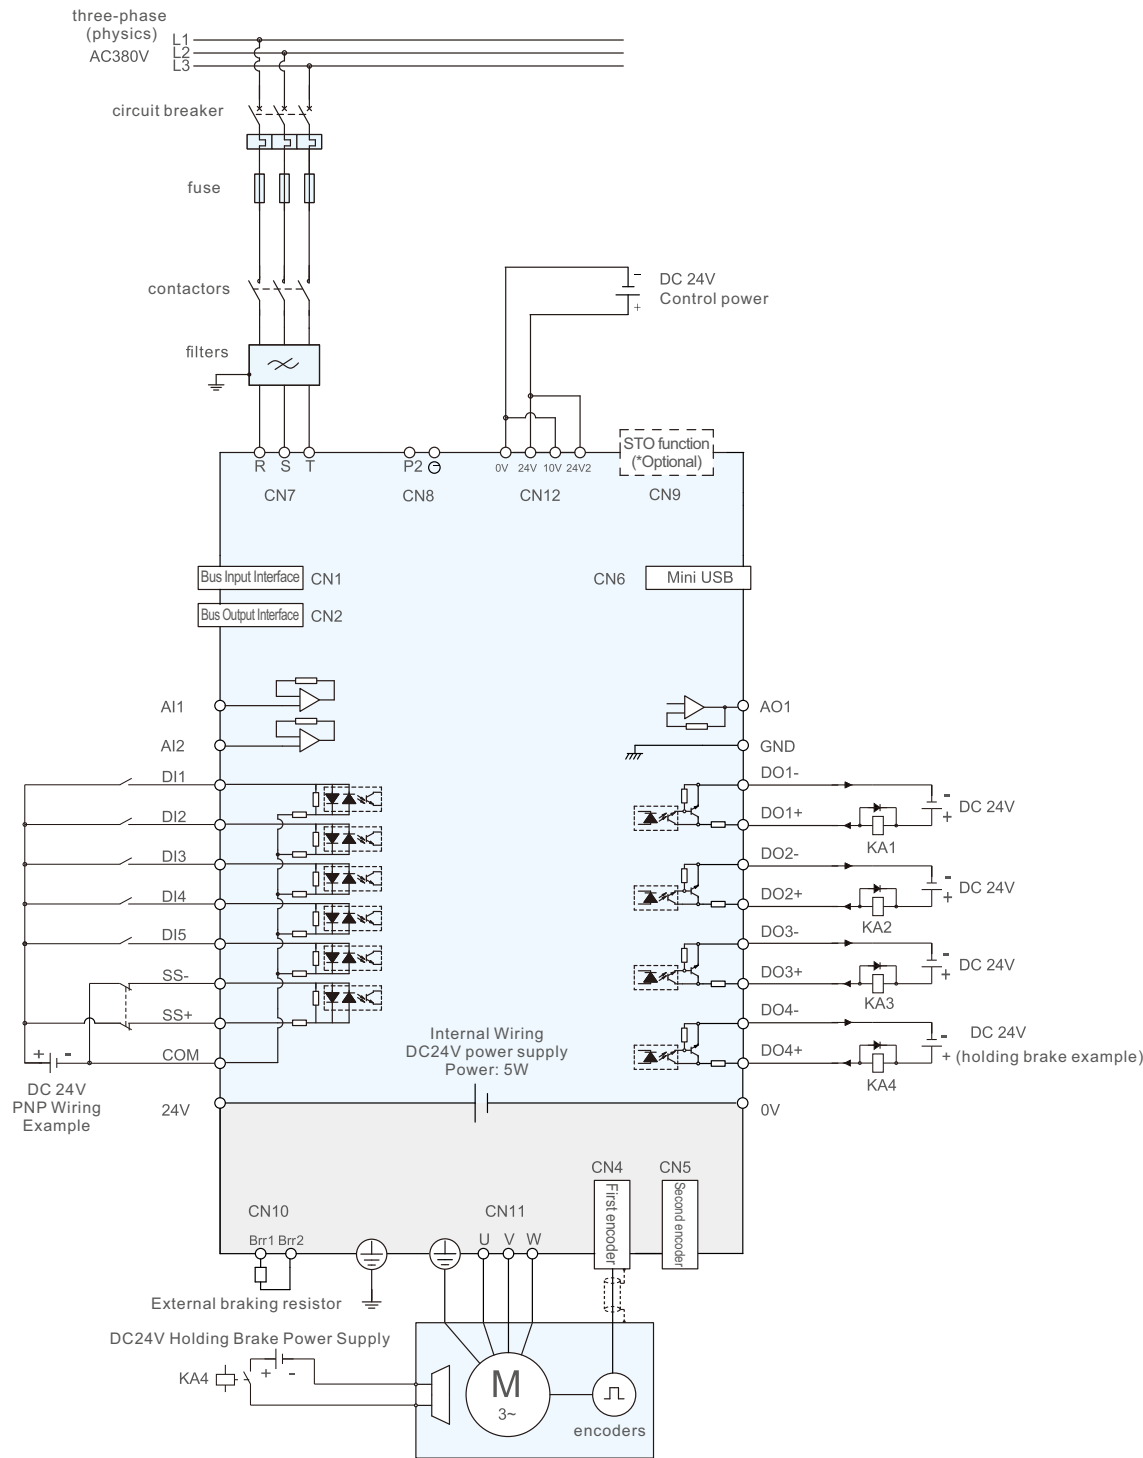 three-phase
(physics)
AC380V
L1
L2
L3
circuit breaker
fuse
contactors
filters
-
+
DC 24V
Control power
R S T
CN7
P2
CN8
0V 24V 10V 24V2
CN12
STO function
(*Optional)
CN9
Bus Input Interface CN1
CN6 Mini USB
Bus Output Interface CN2
AI1
AI2
DI1
DI2
DI3
DI4
DI5
SS-
SS+
COM
+ -
DC 24V
PNP Wiring
Example
24V
AO1
GND
DO1-
DO1+
KA1
-
+
DC 24V
DO2-
DO2+
KA2
-
+
DC 24V
DO3-
DO3+
KA3
-
+
DC 24V
DO4-
DO4+
KA4
-
+
DC 24V
(holding brake example)
Internal Wiring
DC24V power supply
Power: 5W
0V
CN10
Brr1 Brr2
External braking resistor
CN11
U V W
CN4
First encoder
CN5
Second encoder
DC24V Holding Brake Power Supply
KA4
+ -
M
3~
encoders